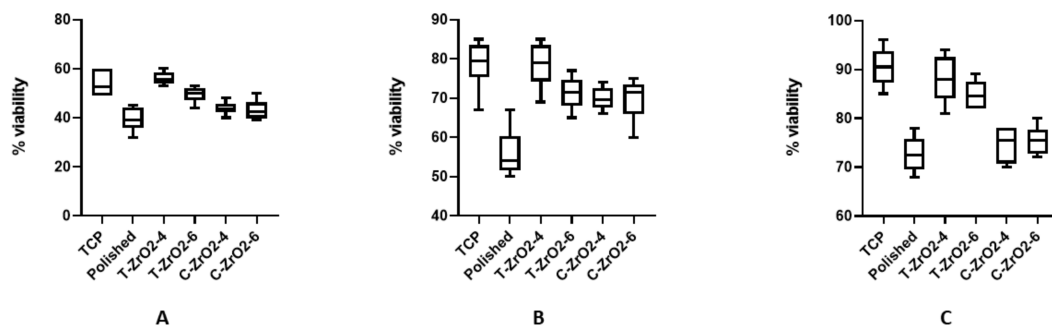 80
60
40
20
0
% viability
TCP
Polished
T-ZrO2-4
T-ZrO2-6
C-ZrO2-4
C-ZrO2-6
A
90
80
70
60
50
40
% viability
TCP
Polished
T-ZrO2-4
T-ZrO2-6
C-ZrO2-4
C-ZrO2-6
B
100
90
80
70
60
% viability
TCP
Polished
T-ZrO2-4
T-ZrO2-6
C-ZrO2-4
C-ZrO2-6
C